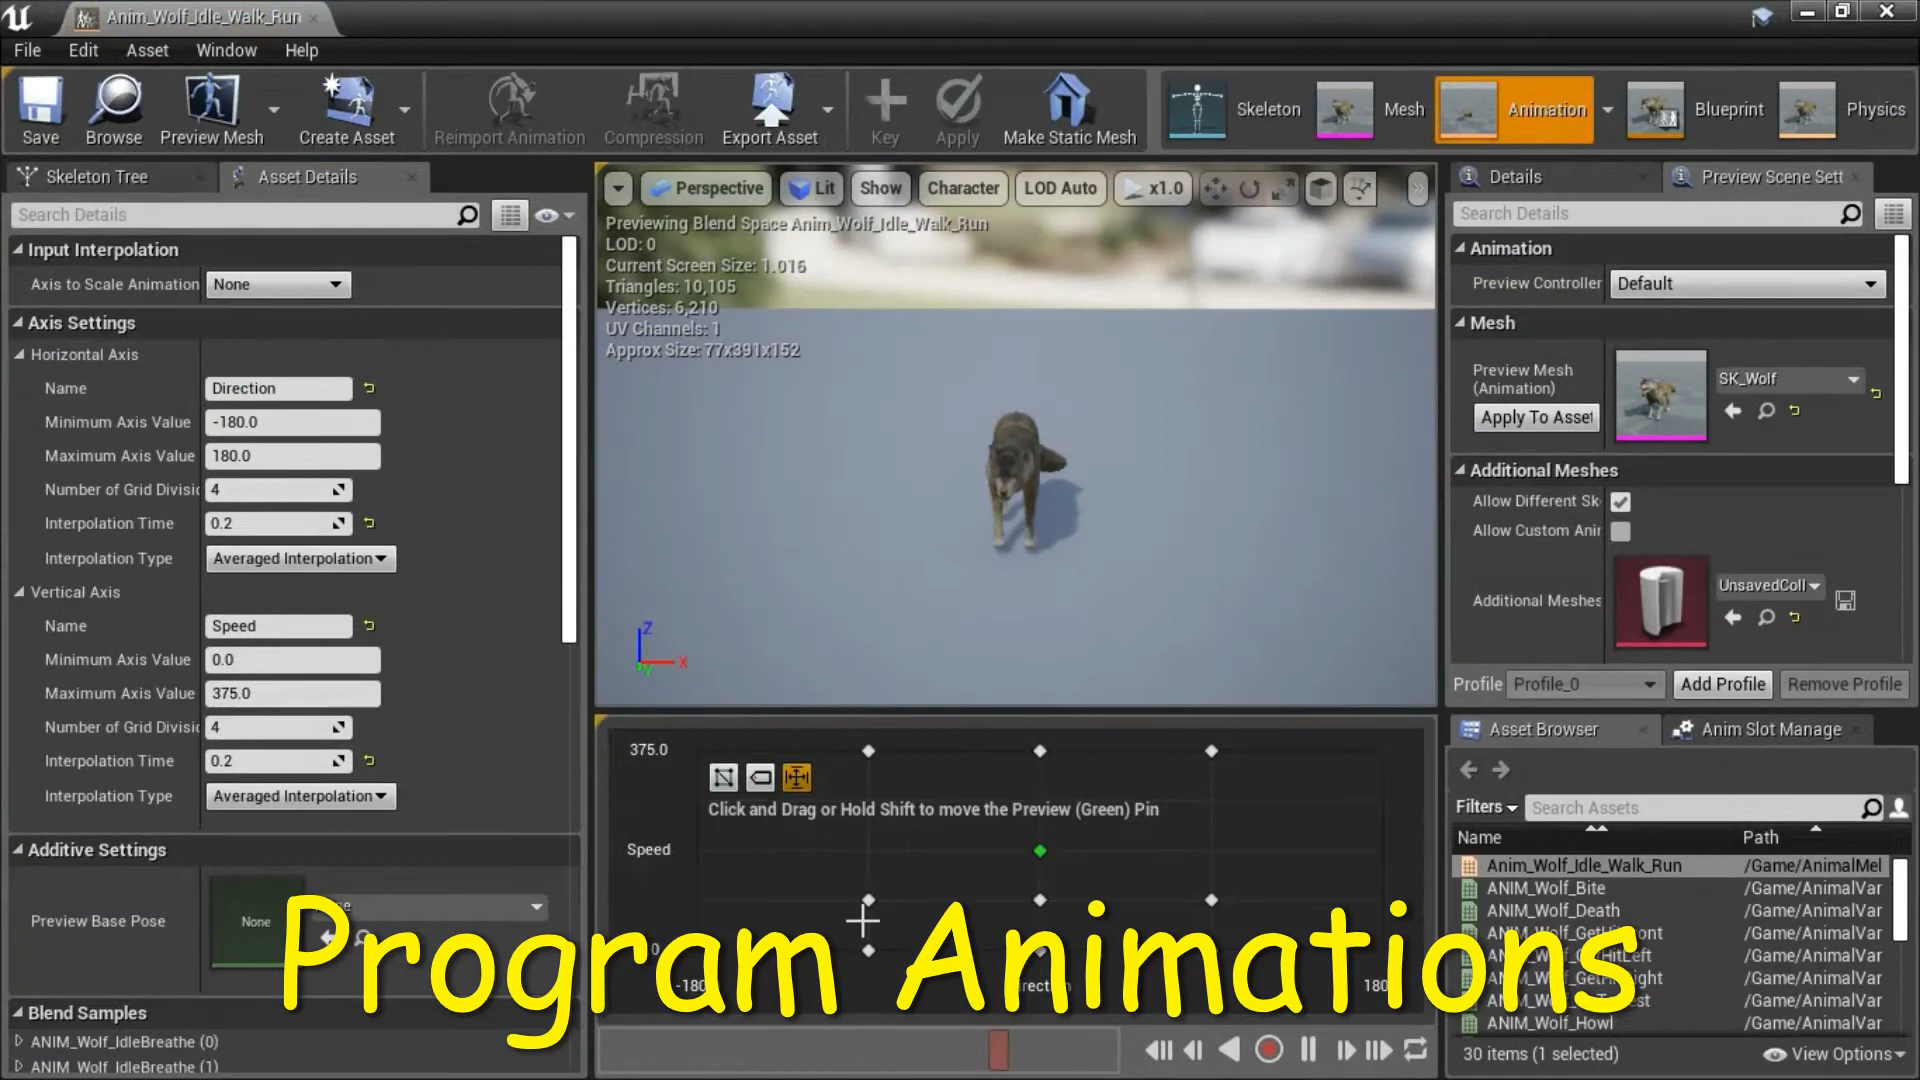 Anim_Wolf_Idle_Walk_Run
File Edit Asset Window Help
Save Browse Preview Mesh Create Asset Reimport Animation Compression Export Asset Key Apply Make Static Mesh Skeleton Mesh Animation Blueprint Physics
Skeleton Tree Asset Details
Search Details
Input Interpolation
Axis to Scale Animation None
Axis Settings
Horizontal Axis
Name Direction
Minimum Axis Value -180.0
Maximum Axis Value 180.0
Number of Grid Divisi 4
Interpolation Time 0.2
Interpolation Type Averaged Interpolation
Vertical Axis
Name Speed
Minimum Axis Value 0.0
Maximum Axis Value 375.0
Number of Grid Divisi 4
Interpolation Time 0.2
Interpolation Type Averaged Interpolation
Additive Settings
Preview Base Pose None
Blend Samples
ANIM_Wolf_IdleBreathe (0)
ANIM_Wolf_IdleBreathe (1)
Perspective Lit Show Character LOD Auto x1.0
Previewing Blend Space Anim_Wolf_Idle_Walk_Run
LOD: 0
Current Screen Size: 1.016
Triangles: 10,105
Vertices: 6,210
UV Channels: 1
Approx Size: 77x391x152
Z
X
Y
375.0
Click and Drag or Hold Shift to move the Preview (Green) Pin
Speed
-180 180
Program Animations
Details Preview Scene Sett
Search Details
Animation
Preview Controller Default
Mesh
Preview Mesh
(Animation)
SK_Wolf
Apply To Asset
Additional Meshes
Allow Different Sk
Allow Custom Anir
Additional Meshes UnsavedColl
Profile Profile_0 Add Profile Remove Profile
Asset Browser Anim Slot Manage
Filters Search Assets
Name Path
Anim_Wolf_Idle_Walk_Run /Game/AnimalMel
ANIM_Wolf_Bite /Game/AnimalVar
ANIM_Wolf_Death /Game/AnimalVar
/Game/AnimalVar
/Game/AnimalVar
/Game/AnimalVar
/Game/AnimalVar
ANIM_Wolf_Howl /Game/AnimalVar
30 items (1 selected) View Options